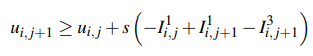 u_{i,j+1} ≥ u_{i,j} + s(−I^1_{i,j} + I^1_{i,j+1} − I^3_{i,j+1})